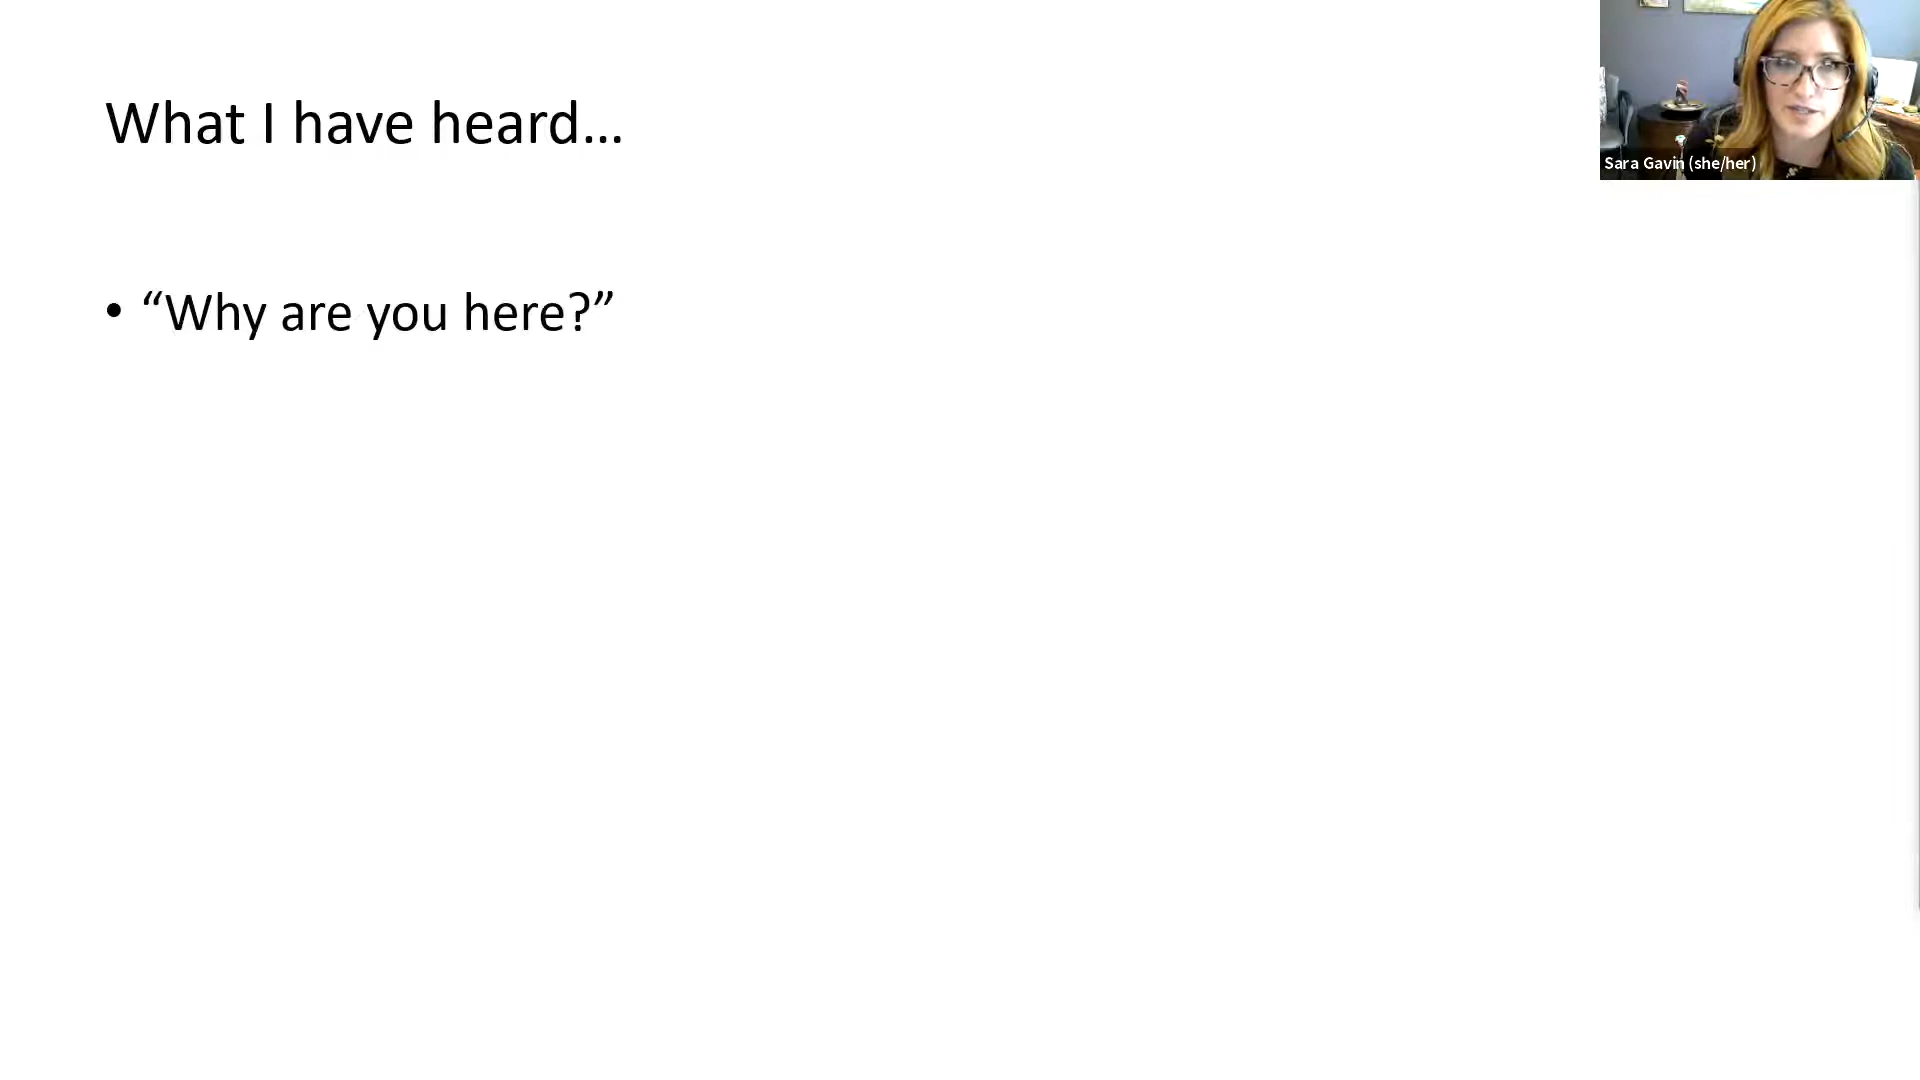 What I have heard...
• “Why are you here?”
Sara Gavin (she/her)